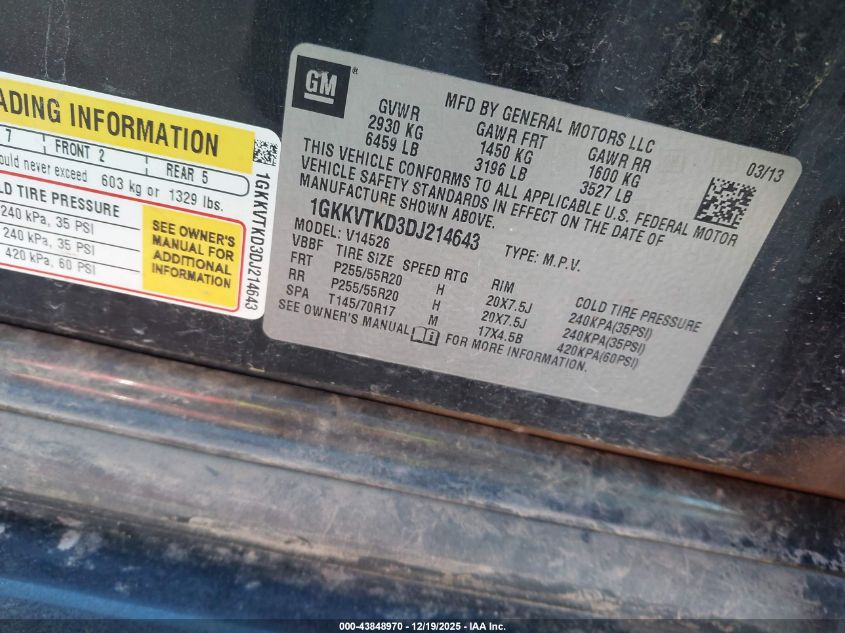 ADING INFORMATION
7 FRONT 2 REAR 5
ould never exceed 603 kg or 1329 lbs.
COLD TIRE PRESSURE
240 kPa, 35 PSI
240 kPa, 35 PSI
420 kPa, 60 PSI
SEE OWNER'S
MANUAL FOR
ADDITIONAL
INFORMATION
1GKKVTKD3DJ214643
GM ®
MFD BY GENERAL MOTORS LLC
03/13
GVWR GAWR FRT GAWR RR
2930 KG 1450 KG 1600 KG
6459 LB 3196 LB 3527 LB
THIS VEHICLE CONFORMS TO ALL APPLICABLE U.S. FEDERAL MOTOR
VEHICLE SAFETY STANDARDS IN EFFECT ON THE DATE OF
MANUFACTURE SHOWN ABOVE.
1GKKVTKD3DJ214643 TYPE: M.P.V.
MODEL: V14526
VBBF TIRE SIZE SPEED RTG RIM COLD TIRE PRESSURE
FRT P255/55R20 H 20X7.5J 240KPA(35PSI)
RR P255/55R20 H 20X7.5J 240KPA(35PSI)
SPA T145/70R17 M 17X4.5B 420KPA(60PSI)
SEE OWNER'S MANUAL FOR MORE INFORMATION.
000-43848970 - 12/19/2025 - IAA Inc.